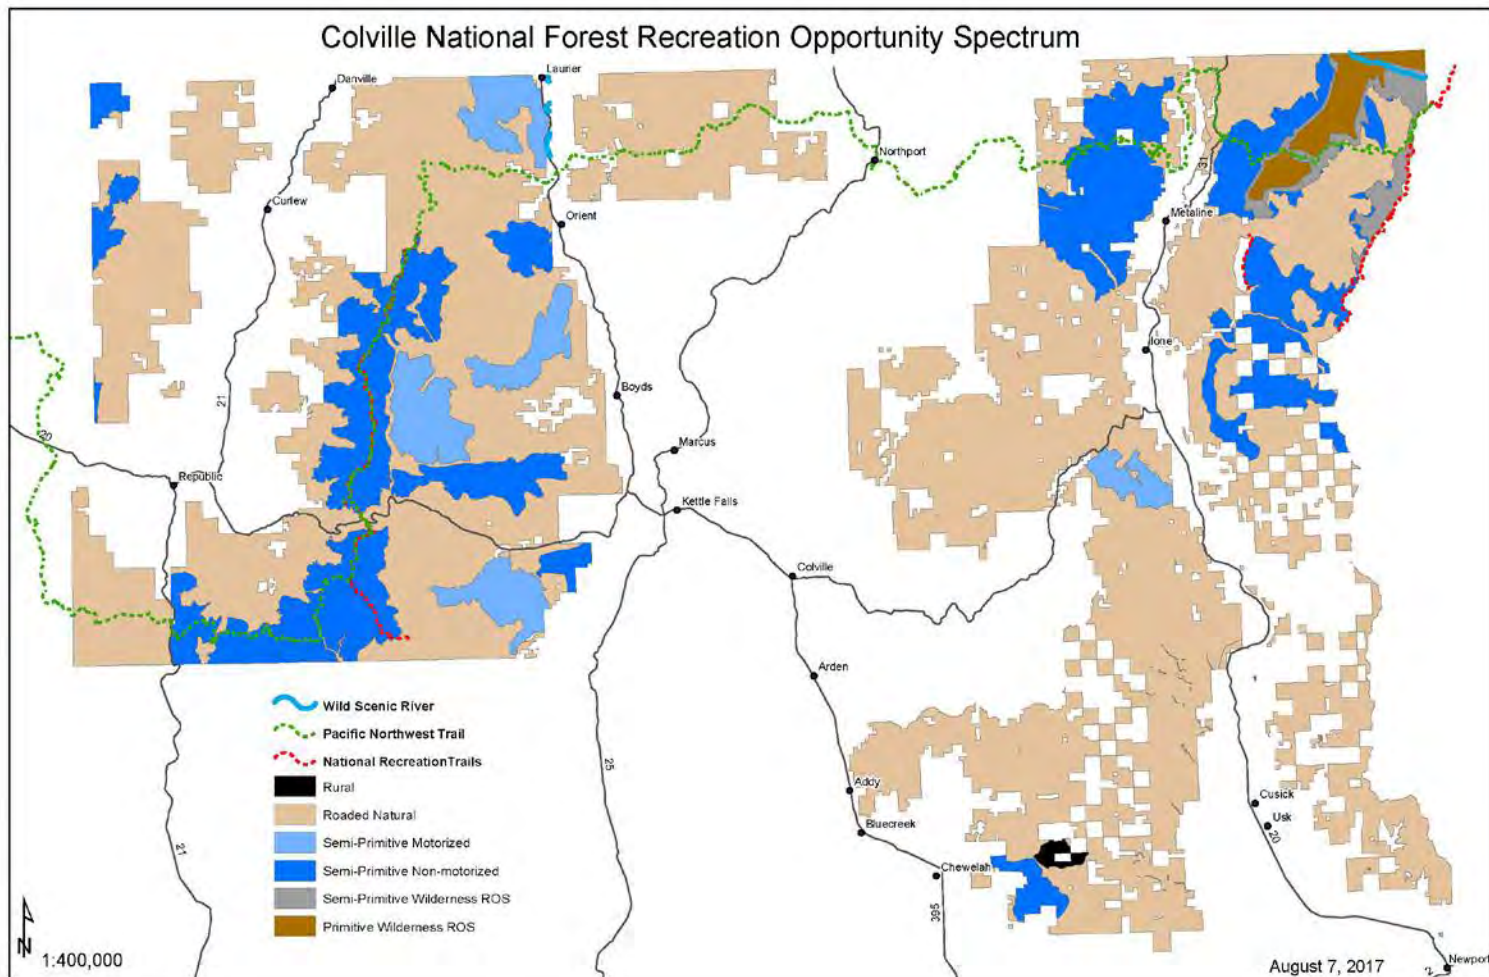 Colville National Forest Recreation Opportunity Spectrum
Laurier
Danville
Northport
31
Curlew
Orient
Metaline
Ione
21
Boyds
20
Marcus
Republic
Kettle Falls
Colville
Arden
Wild Scenic River
Pacific Northwest Trail
National RecreationTrails
25
Rural
Addy
Cusick
Roaded Natural
Usk
20
Bluecreek
21
Semi-Primitive Motorized
Chewelah
Semi-Primitive Non-motorized
Semi-Primitive Wilderness ROS
395
Primitive Wilderness ROS
N
1:400,000
August 7, 2017
Newport
2